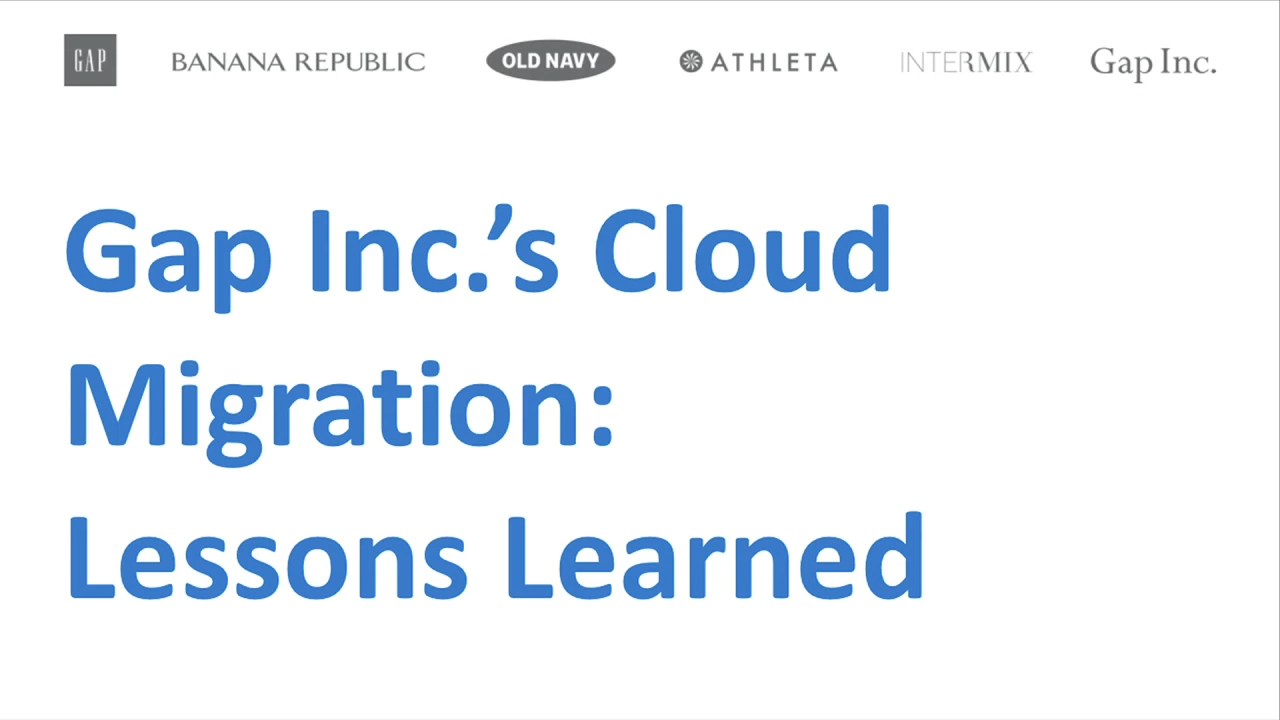 GAP BANANA REPUBLIC OLD NAVY ATHLETA INTERMIX Gap Inc.
Gap Inc.’s Cloud
Migration:
Lessons Learned